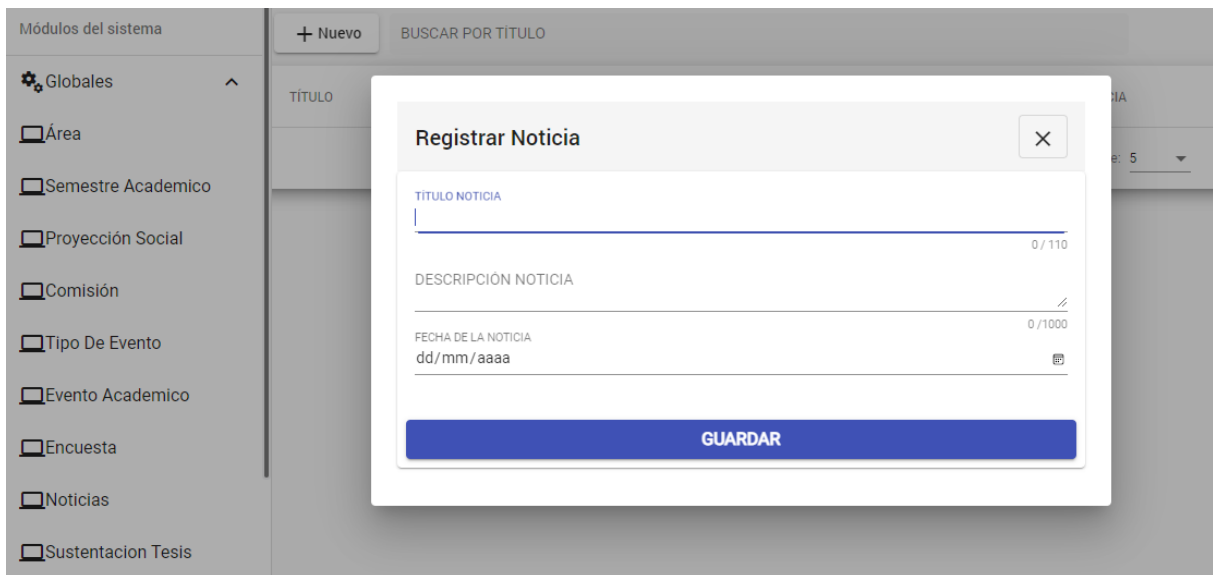 Módulos del sistema
Globales
Área
Semestre Academico
Proyección Social
Comisión
Tipo De Evento
Evento Academico
Encuesta
Noticias
Sustentacion Tesis
+ Nuevo
BUSCAR POR TÍTULO
TÍTULO
Registrar Noticia
TÍTULO NOTICIA
0 / 110
DESCRIPCIÓN NOTICIA
0 /1000
FECHA DE LA NOTICIA
dd/mm/aaaa
GUARDAR
5